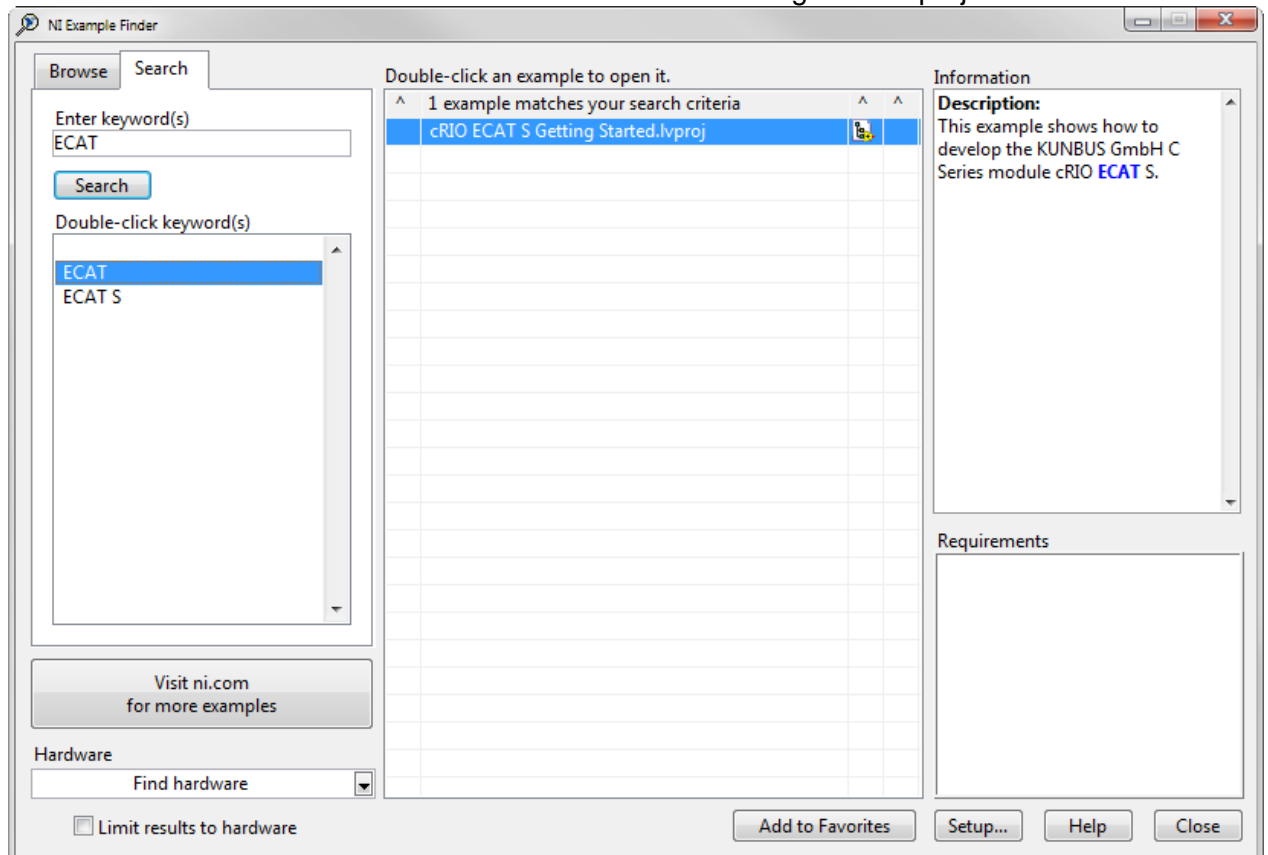 NI Example Finder
Browse
Search
Enter keyword(s)
ECAT
Search
Double-click keyword(s)
ECAT
ECAT S
Visit ni.com
for more examples
Hardware
Find hardware
Limit results to hardware
Double-click an example to open it.
^ 1 example matches your search criteria ^ ^
cRIO ECAT S Getting Started.lvproj
Information
Description:
This example shows how to
develop the KUNBUS GmbH C
Series module cRIO ECAT S.
Requirements
Add to Favorites
Setup...
Help
Close